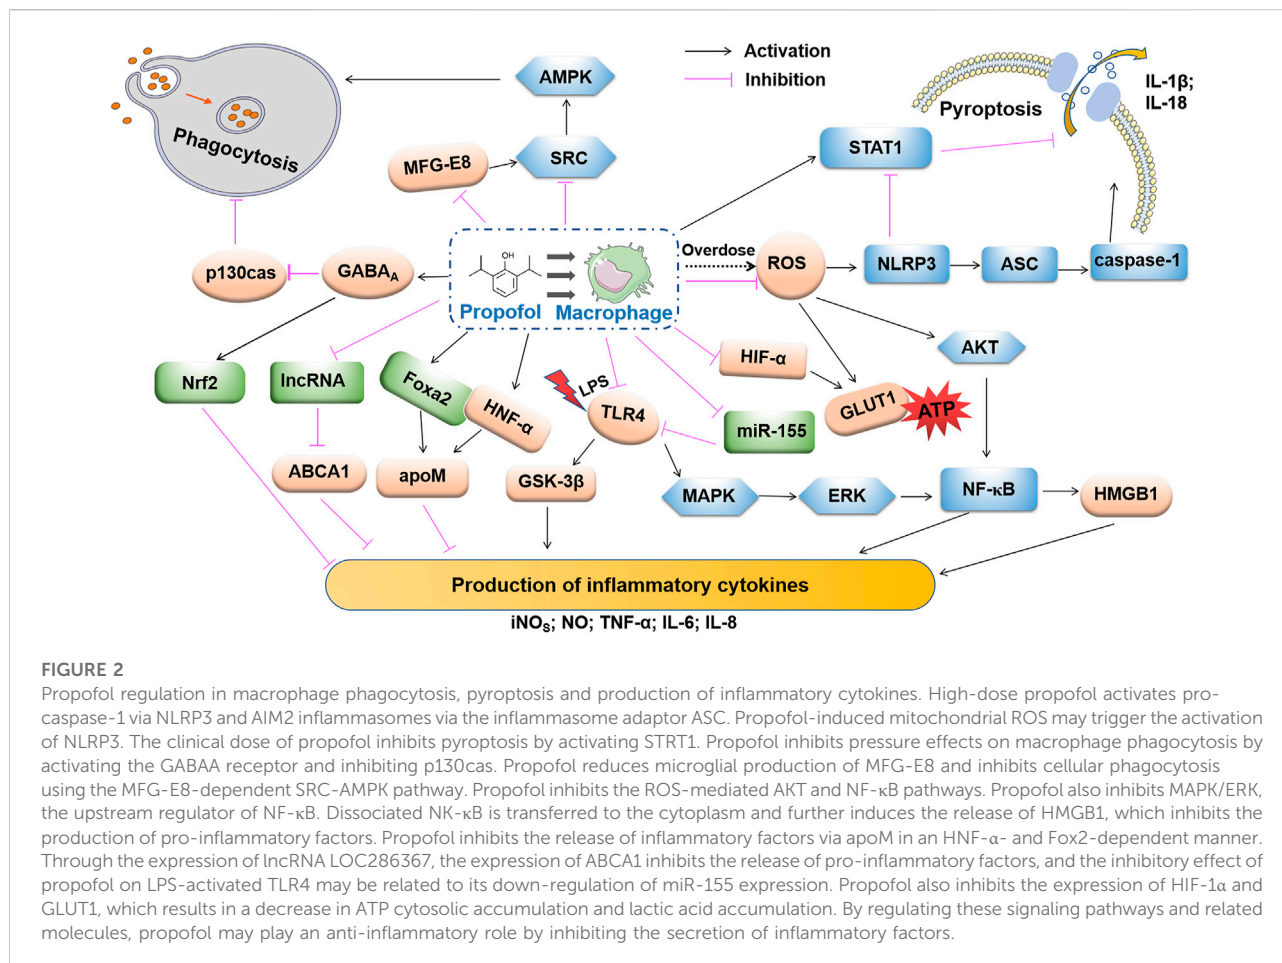 Activation
Inhibition
AMPK
IL-1β;
IL-18
Pyroptosis
Phagocytosis
MFG-E8
SRC
STAT1
Overdose
p130cas
GABAA
ROS
NLRP3
ASC
caspase-1
OH
Propofol
Macrophage
HIF-α
AKT
Nrf2
lncRNA
Foxa2
HNF-α
LPS
TLR4
GLUT1
ATP
miR-155
ABCA1
apoM
GSK-3β
MAPK
ERK
NF-κB
HMGB1
Production of inflammatory cytokines
iNOS; NO; TNF-α; IL-6; IL-8
FIGURE 2
Propofol regulation in macrophage phagocytosis, pyroptosis and production of inflammatory cytokines. High-dose propofol activates pro-
caspase-1 via NLRP3 and AIM2 inflammasomes via the inflammasome adaptor ASC. Propofol-induced mitochondrial ROS may trigger the activation
of NLRP3. The clinical dose of propofol inhibits pyroptosis by activating STRT1. Propofol inhibits pressure effects on macrophage phagocytosis by
activating the GABAA receptor and inhibiting p130cas. Propofol reduces microglial production of MFG-E8 and inhibits cellular phagocytosis
using the MFG-E8-dependent SRC-AMPK pathway. Propofol inhibits the ROS-mediated AKT and NF-κB pathways. Propofol also inhibits MAPK/ERK,
the upstream regulator of NF-κB. Dissociated NK-κB is transferred to the cytoplasm and further induces the release of HMGB1, which inhibits the
production of pro-inflammatory factors. Propofol inhibits the release of inflammatory factors via apoM in an HNF-α- and Fox2-dependent manner.
Through the expression of lncRNA LOC286367, the expression of ABCA1 inhibits the release of pro-inflammatory factors, and the inhibitory effect of
propofol on LPS-activated TLR4 may be related to its down-regulation of miR-155 expression. Propofol also inhibits the expression of HIF-1α and
GLUT1, which results in a decrease in ATP cytosolic accumulation and lactic acid accumulation. By regulating these signaling pathways and related
molecules, propofol may play an anti-inflammatory role by inhibiting the secretion of inflammatory factors.